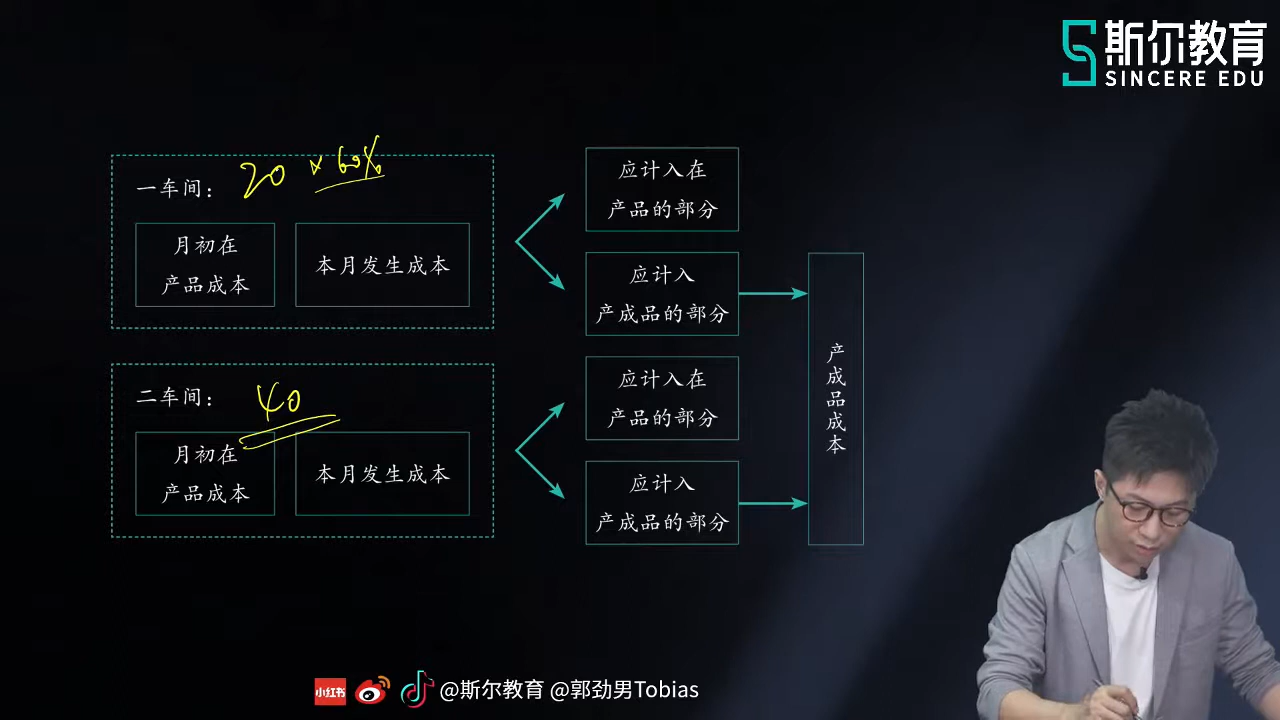 斯尔教育
SINCERE EDU
一车间： 20 × 60%
月初在
产品成本
本月发生成本
应计入在
产品的部分
应计入
产成品的部分
二车间： 40
月初在
产品成本
本月发生成本
应计入在
产品的部分
应计入
产成品的部分
产成品成本
小红书
@斯尔教育 @郭劲男Tobias